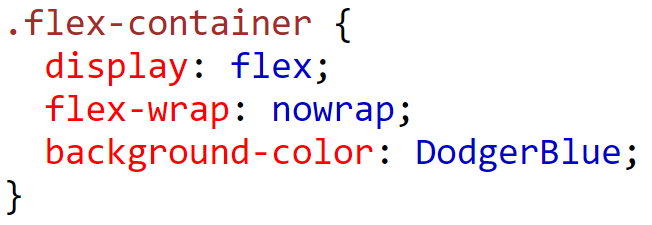 .flex-container {
  display: flex;
  flex-wrap: nowrap;
  background-color: DodgerBlue;
}